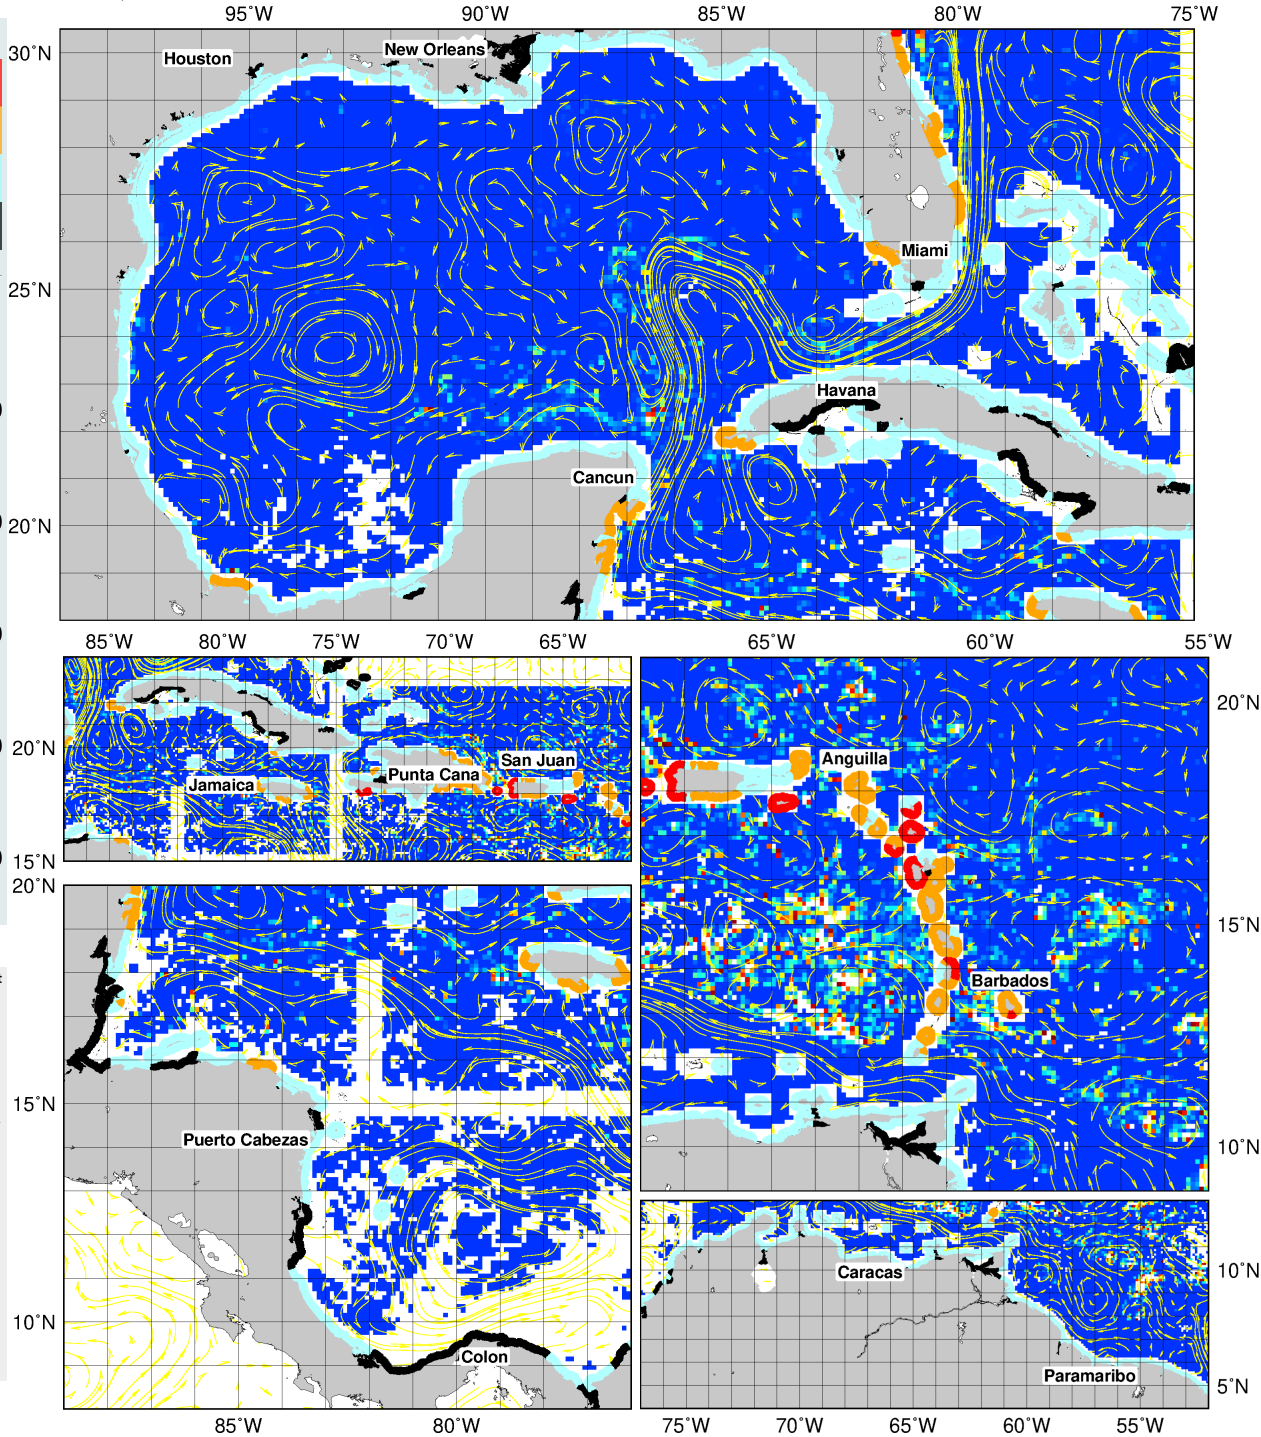 95°W 90°W 85°W 80°W 75°W
30°N
New Orleans
Houston
Miami
25°N
Havana
Cancun
20°N
85°W 80°W 75°W 70°W 65°W
65°W 60°W 55°W
20°N
San Juan
Punta Cana
Jamaica
15°N
20°N
Anguilla
15°N
Barbados
10°N
20°N
15°N
Puerto Cabezas
10°N
Colon
85°W 80°W
Caracas
10°N
Paramaribo
5°N
75°W 70°W 65°W 60°W 55°W